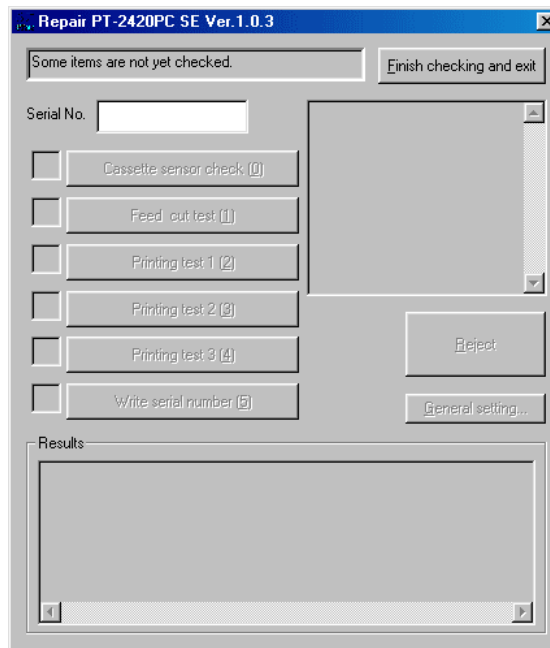 Repair PT-2420PC SE Ver.1.0.3
Some items are not yet checked.
Finish checking and exit
Serial No.
Cassette sensor check (0)
Feed cut test (1)
Printing test 1 (2)
Printing test 2 (3)
Printing test 3 (4)
Reject
Write serial number (5)
General setting...
Results